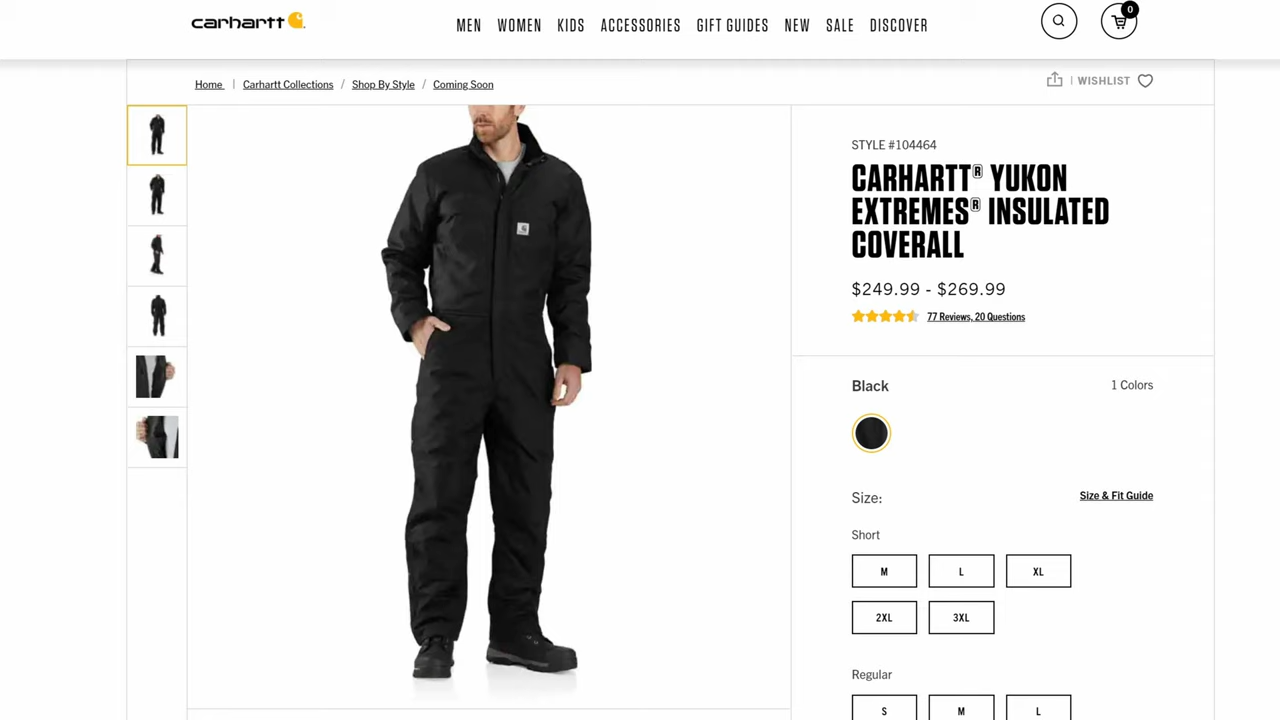 carhartt
MEN WOMEN KIDS ACCESSORIES GIFT GUIDES NEW SALE DISCOVER
0
Home | Carhartt Collections / Shop By Style / Coming Soon
| WISHLIST
STYLE #104464
CARHARTT® YUKON
EXTREMES® INSULATED
COVERALL
$249.99 - $269.99
77 Reviews, 20 Questions
Black
1 Colors
Size:
Size & Fit Guide
Short
M L XL
2XL 3XL
Regular
S M L